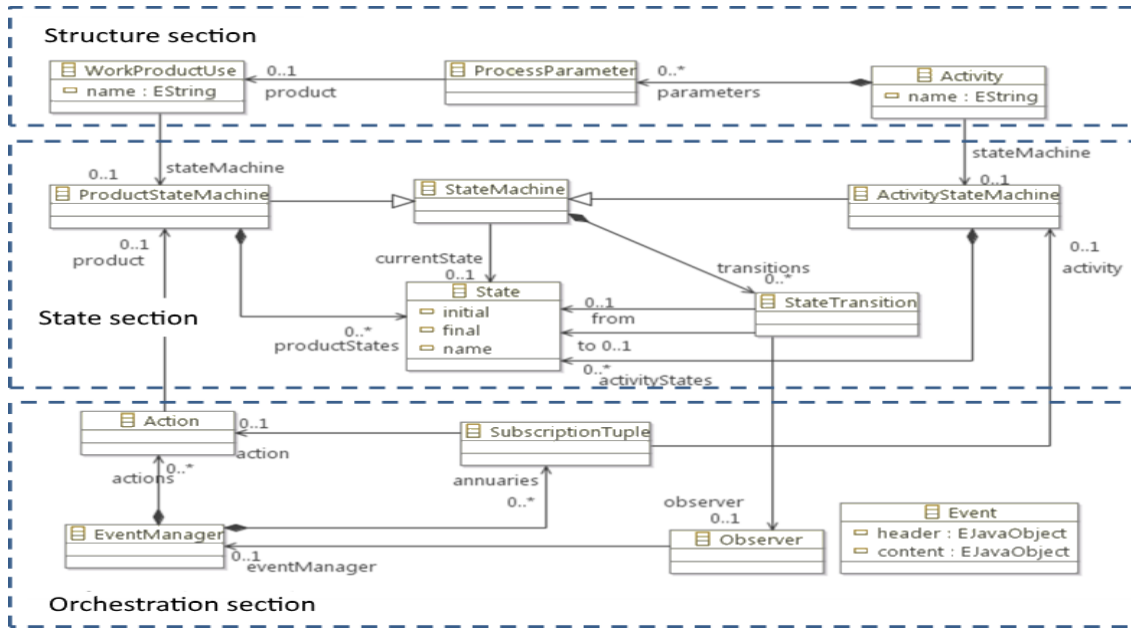 Structure section
WorkProductUse
name : EString
0..1
product
ProcessParameter
0..*
parameters
Activity
name : EString
stateMachine
0..1
stateMachine
0..1
ProductStateMachine
StateMachine
ActivityStateMachine
0..1
product
currentState
0..1
transitions
0..*
0..1
activity
State
initial
final
name
StateTransition
0..1
from
to 0..1
State section
0..*
productStates
0..*
activityStates
Action
0..1
action
SubscriptionTuple
actions
0..*
annuaries
0..*
observer
0..1
EventManager
0..1
eventManager
Observer
Event
header : EJavaObject
content : EJavaObject
Orchestration section